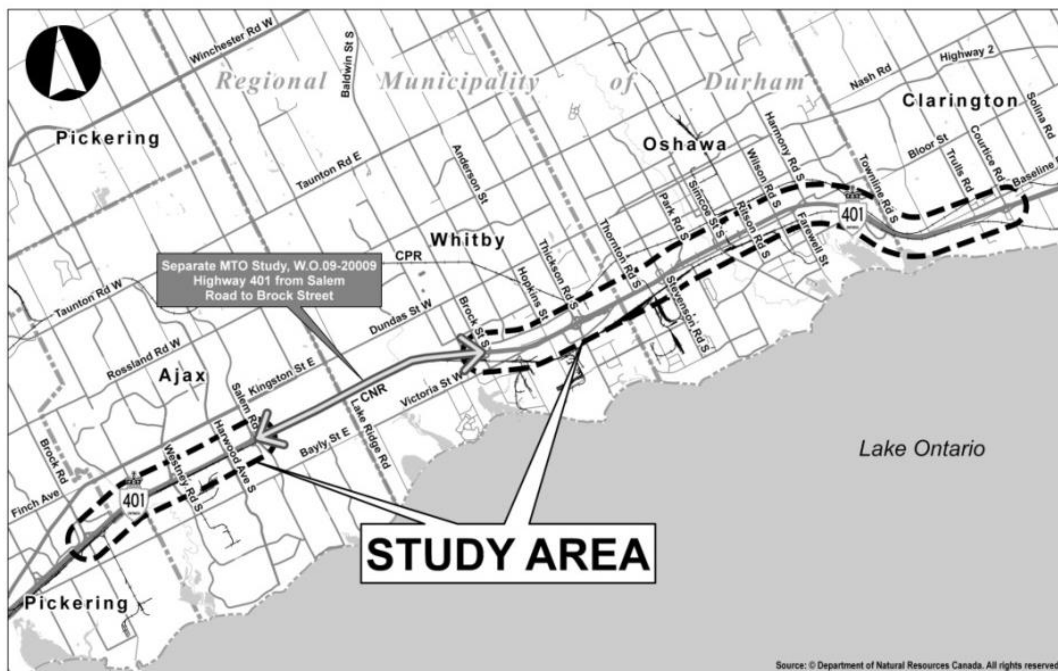 Winchester Rd W
Baldwin St S
Highway 2
Nash Rd
Regional Municipality of Durham
Clarington
Solina Rd
Pickering
Oshawa
Harmony Rd S
Bloor St
Courtice Rd
Taunton Rd E
Anderson St
Wilson Rd S
Townline Rd S
Trulls Rd
Baseline
Simcoe St S
Park Rd S
Ritson Rd S
401
Whitby
Farewell St
CPR
Thornton Rd S
Thickson Rd S
Separate MTO Study, W.O.09-20009
Highway 401 from Salem
Road to Brock Street
Hopkins St
Stevenson Rd S
Taunton Rd W
Dundas St W
Brock St S
Rossland Rd W
Kingston St E
Ajax
Victoria St W
CNR
Salem Rd
Lake Ridge Rd
Harwood Ave S
Bayly St E
Lake Ontario
Brock Rd
Westney Rd S
Finch Ave
401
STUDY AREA
Pickering
Source: © Department of Natural Resources Canada. All rights reserved